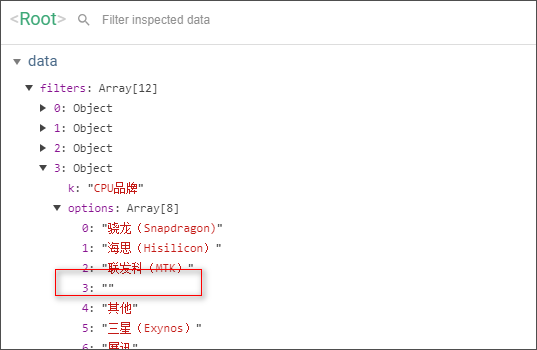 <Root> Filter inspected data
data
filters: Array[12]
0: Object
1: Object
2: Object
3: Object
k: "CPU品牌"
options: Array[8]
0: "骁龙（Snapdragon)"
1: "海思（Hisilicon）"
2: "联发科（MTK）"
3: ""
4: "其他"
5: "三星（Exynos）"
6: "展讯"